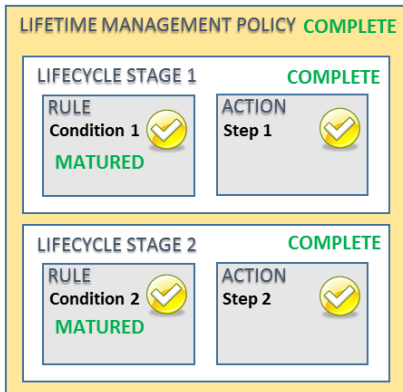 LIFETIME MANAGEMENT POLICY COMPLETE
LIFECYCLE STAGE 1 COMPLETE
RULE
Condition 1
MATURED
ACTION
Step 1
LIFECYCLE STAGE 2 COMPLETE
RULE
Condition 2
MATURED
ACTION
Step 2